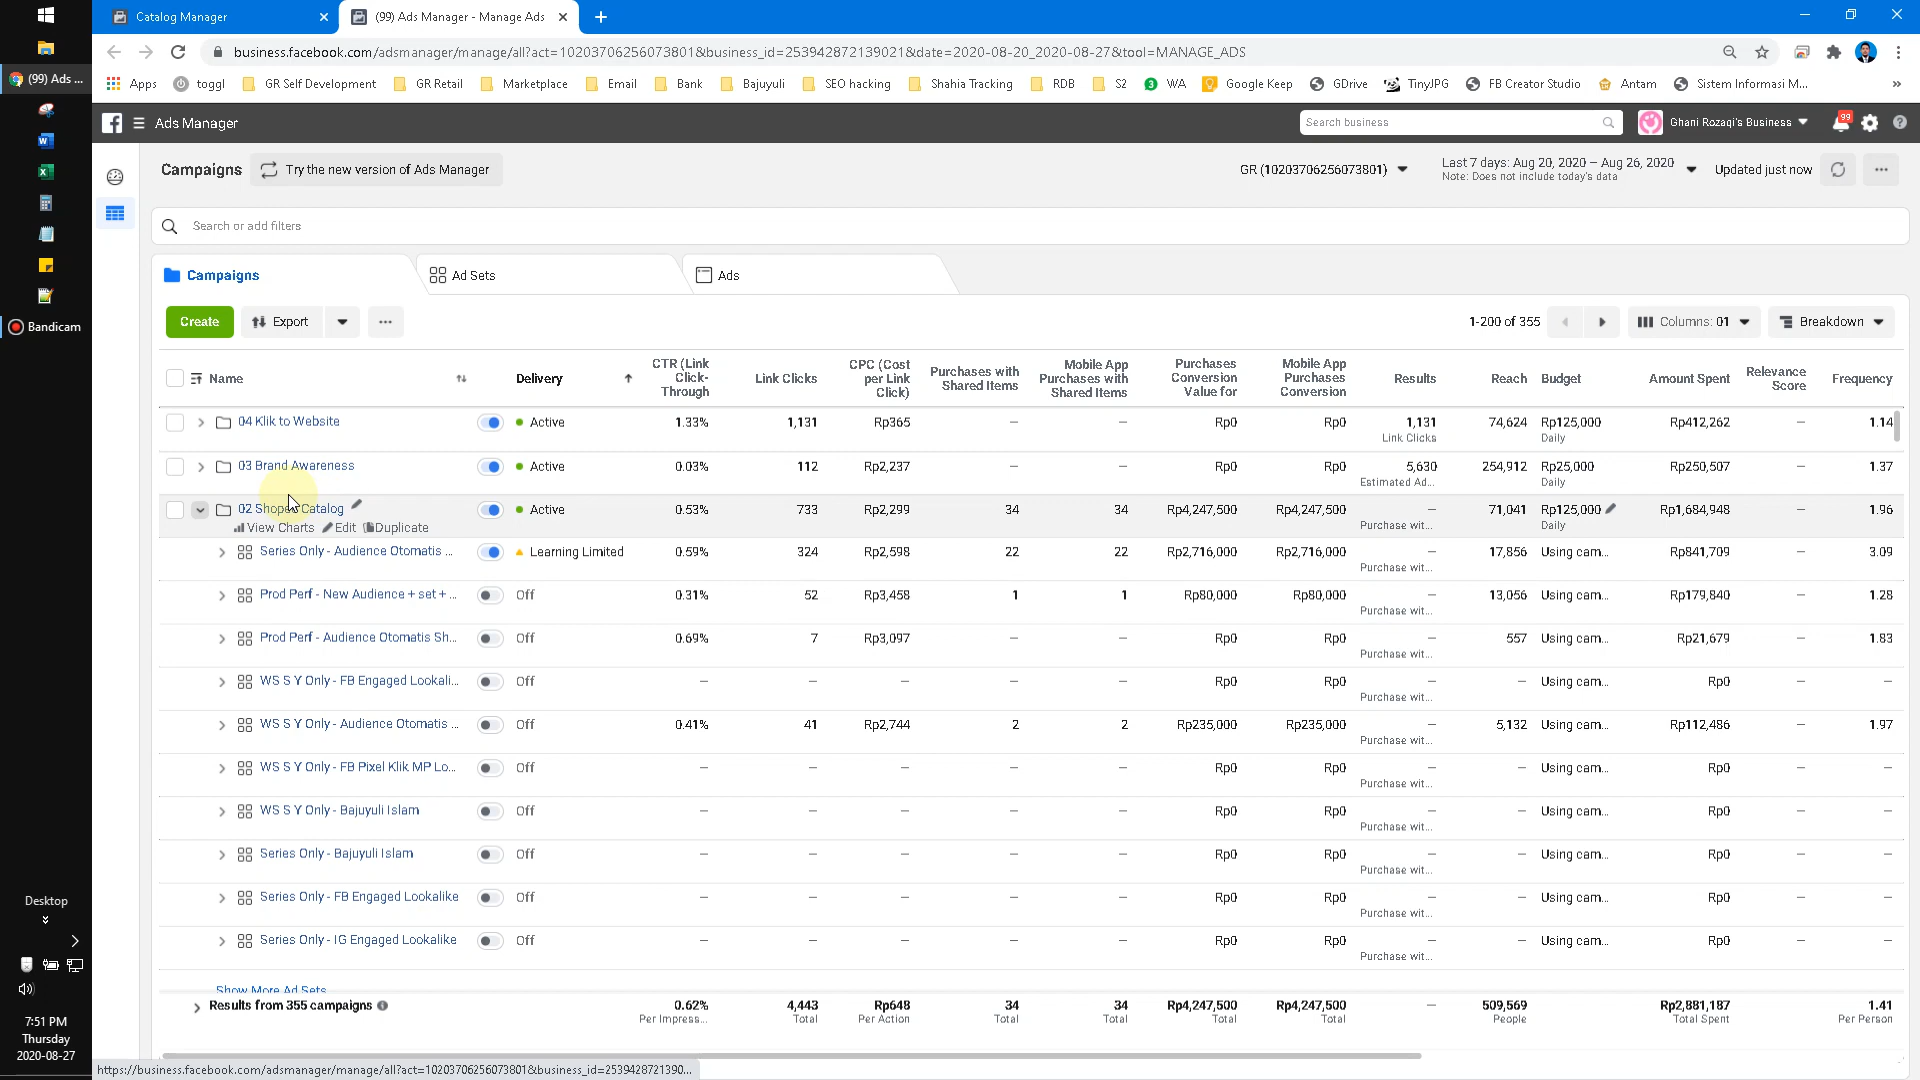 Catalog Manager
(99) Ads Manager - Manage Ads
(99) Ads ...
business.facebook.com/adsmanager/manage/all?act=10203706256073801&business_id=253942872139021&date=2020-08-20_2020-08-27&tool=MANAGE_ADS
Apps toggl GR Self Development GR Retail Marketplace Email Bank Bajuyuli SEO hacking Shahia Tracking RDB S2 WA Google Keep GDrive TinyJPG FB Creator Studio Antam Sistem Informasi M...
Ads Manager
Search business
Ghani Rozaqi's Business
99
Campaigns
Try the new version of Ads Manager
GR (10203706256073801)
Last 7 days: Aug 20, 2020 – Aug 26, 2020
Note: Does not include today's data
Updated just now
Search or add filters
Campaigns
Ad Sets
Ads
Create
Export
1-200 of 355
Columns: 01
Breakdown
Bandicam
Name Delivery CTR (Link Click-Through Link Clicks CPC (Cost per Link Click) Purchases with Shared Items Mobile App Purchases with Shared Items Purchases Conversion Value for Mobile App Purchases Conversion Results Reach Budget Amount Spent Relevance Score Frequency
04 Klik to Website Active 1.33% 1,131 Rp365 — — Rp0 Rp0 1,131 74,624 Rp125,000 Rp412,262 — 1.14
Link Clicks Daily
03 Brand Awareness Active 0.03% 112 Rp2,237 — — Rp0 Rp0 5,630 254,912 Rp25,000 Rp250,507 — 1.37
Estimated Ad... Daily
02 Shopee Catalog Active 0.53% 733 Rp2,299 34 34 Rp4,247,500 Rp4,247,500 — 71,041 Rp125,000 Rp1,684,948 — 1.96
View Charts Edit Duplicate Purchase wit... Daily
Series Only - Audience Otomatis ... Learning Limited 0.59% 324 Rp2,598 22 22 Rp2,716,000 Rp2,716,000 — 17,856 Using cam... Rp841,709 — 3.09
Purchase wit...
Prod Perf - New Audience + set + ... Off 0.31% 52 Rp3,458 1 1 Rp80,000 Rp80,000 — 13,056 Using cam... Rp179,840 — 1.28
Purchase wit...
Prod Perf - Audience Otomatis Sh... Off 0.69% 7 Rp3,097 — — Rp0 Rp0 — 557 Using cam... Rp21,679 — 1.83
Purchase wit...
WS S Y Only - FB Engaged Lookali... Off — — — — — Rp0 Rp0 — — Using cam... Rp0 — —
Purchase wit...
WS S Y Only - Audience Otomatis ... Off 0.41% 41 Rp2,744 2 2 Rp235,000 Rp235,000 — 5,132 Using cam... Rp112,486 — 1.97
Purchase wit...
WS S Y Only - FB Pixel Klik MP Lo... Off — — — — — Rp0 Rp0 — — Using cam... Rp0 — —
Purchase wit...
WS S Y Only - Bajuyuli Islam Off — — — — — Rp0 Rp0 — — Using cam... Rp0 — —
Purchase wit...
Series Only - Bajuyuli Islam Off — — — — — Rp0 Rp0 — — Using cam... Rp0 — —
Purchase wit...
Series Only - FB Engaged Lookalike Off — — — — — Rp0 Rp0 — — Using cam... Rp0 — —
Purchase wit...
Series Only - IG Engaged Lookalike Off — — — — — Rp0 Rp0 — — Using cam... Rp0 — —
Purchase wit...
Show More Ad Sets
Results from 355 campaigns 0.62% 4,443 Rp648 34 34 Rp4,247,500 Rp4,247,500 — 509,569 Rp2,881,187 1.41
Per Impress... Total Per Action Total Total Total Total People Total Spent Per Person
Desktop
7:51 PM
Thursday
2020-08-27
https://business.facebook.com/adsmanager/manage/all?act=10203706256073801&business_id=2539428721390...